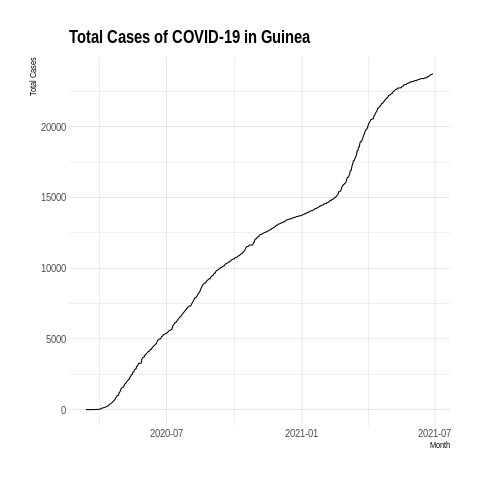 Total Cases of COVID-19 in Guinea
Total Cases
20000
15000
10000
5000
0
2020-07 2021-01 2021-07
Month